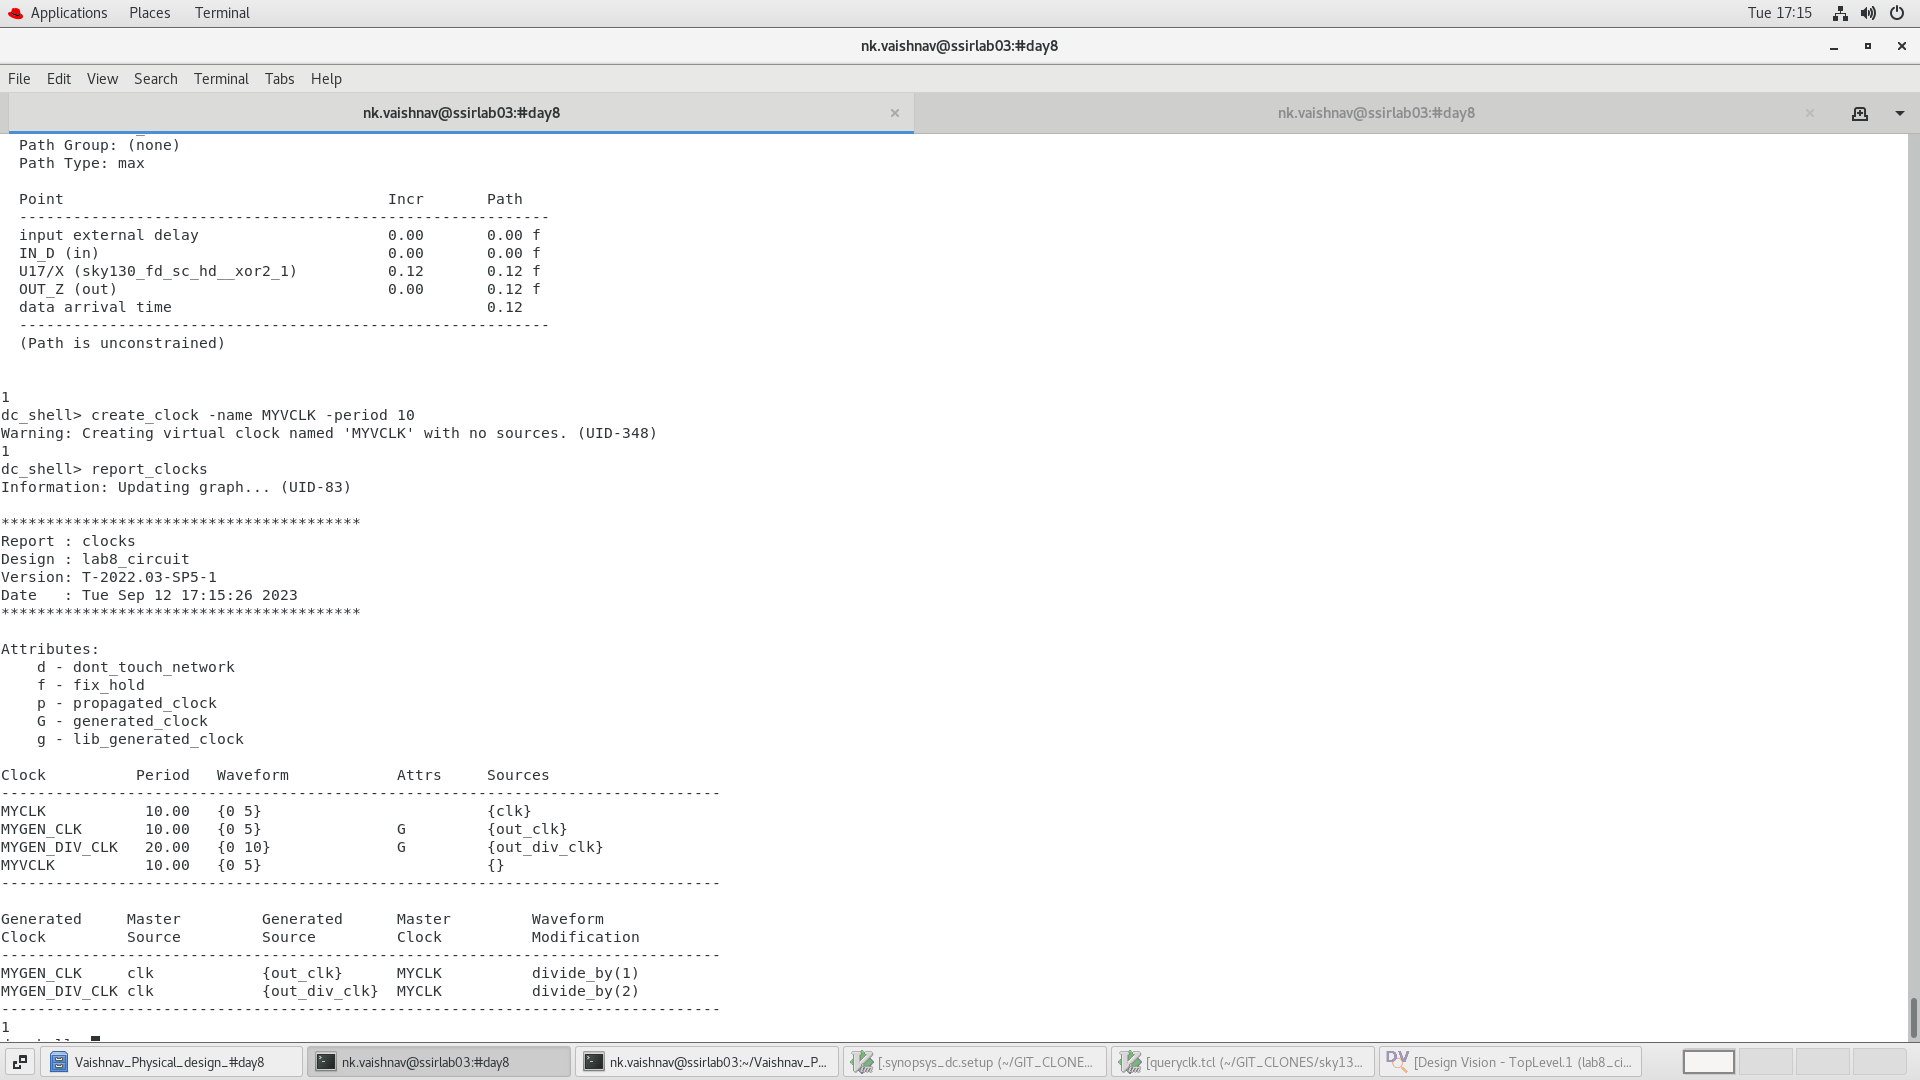 Applications Places Terminal Tue 17:15
nk.vaishnav@ssirlab03:#day8
File Edit View Search Terminal Tabs Help
nk.vaishnav@ssirlab03:#day8 × nk.vaishnav@ssirlab03:#day8 ×
Path Group: (none)
Path Type: max
Point Incr Path
-----------------------------------------------------------
input external delay 0.00 0.00 f
IN_D (in) 0.00 0.00 f
U17/X (sky130_fd_sc_hd__xor2_1) 0.12 0.12 f
OUT_Z (out) 0.00 0.12 f
data arrival time 0.12
-----------------------------------------------------------
(Path is unconstrained)
1
dc_shell> create_clock -name MYVCLK -period 10
Warning: Creating virtual clock named 'MYVCLK' with no sources. (UID-348)
1
dc_shell> report_clocks
Information: Updating graph... (UID-83)
****************************************
Report : clocks
Design : lab8_circuit
Version: T-2022.03-SP5-1
Date : Tue Sep 12 17:15:26 2023
****************************************
Attributes:
d - dont_touch_network
f - fix_hold
p - propagated_clock
G - generated_clock
g - lib_generated_clock
Clock Period Waveform Attrs Sources
--------------------------------------------------------------------------------
MYCLK 10.00 {0 5} {clk}
MYGEN_CLK 10.00 {0 5} G {out_clk}
MYGEN_DIV_CLK 20.00 {0 10} G {out_div_clk}
MYVCLK 10.00 {0 5} {}
--------------------------------------------------------------------------------
Generated Master Generated Master Waveform
Clock Source Source Clock Modification
--------------------------------------------------------------------------------
MYGEN_CLK clk {out_clk} MYCLK divide_by(1)
MYGEN_DIV_CLK clk {out_div_clk} MYCLK divide_by(2)
--------------------------------------------------------------------------------
1
Vaishnav_Physical_design_#day8 nk.vaishnav@ssirlab03:#day8 nk.vaishnav@ssirlab03:~/Vaishnav_P... [.synopsys_dc.setup (~/GIT_CLONE... [queryclk.tcl (~/GIT_CLONES/sky13... DV [Design Vision - TopLevel.1 (lab8_ci...